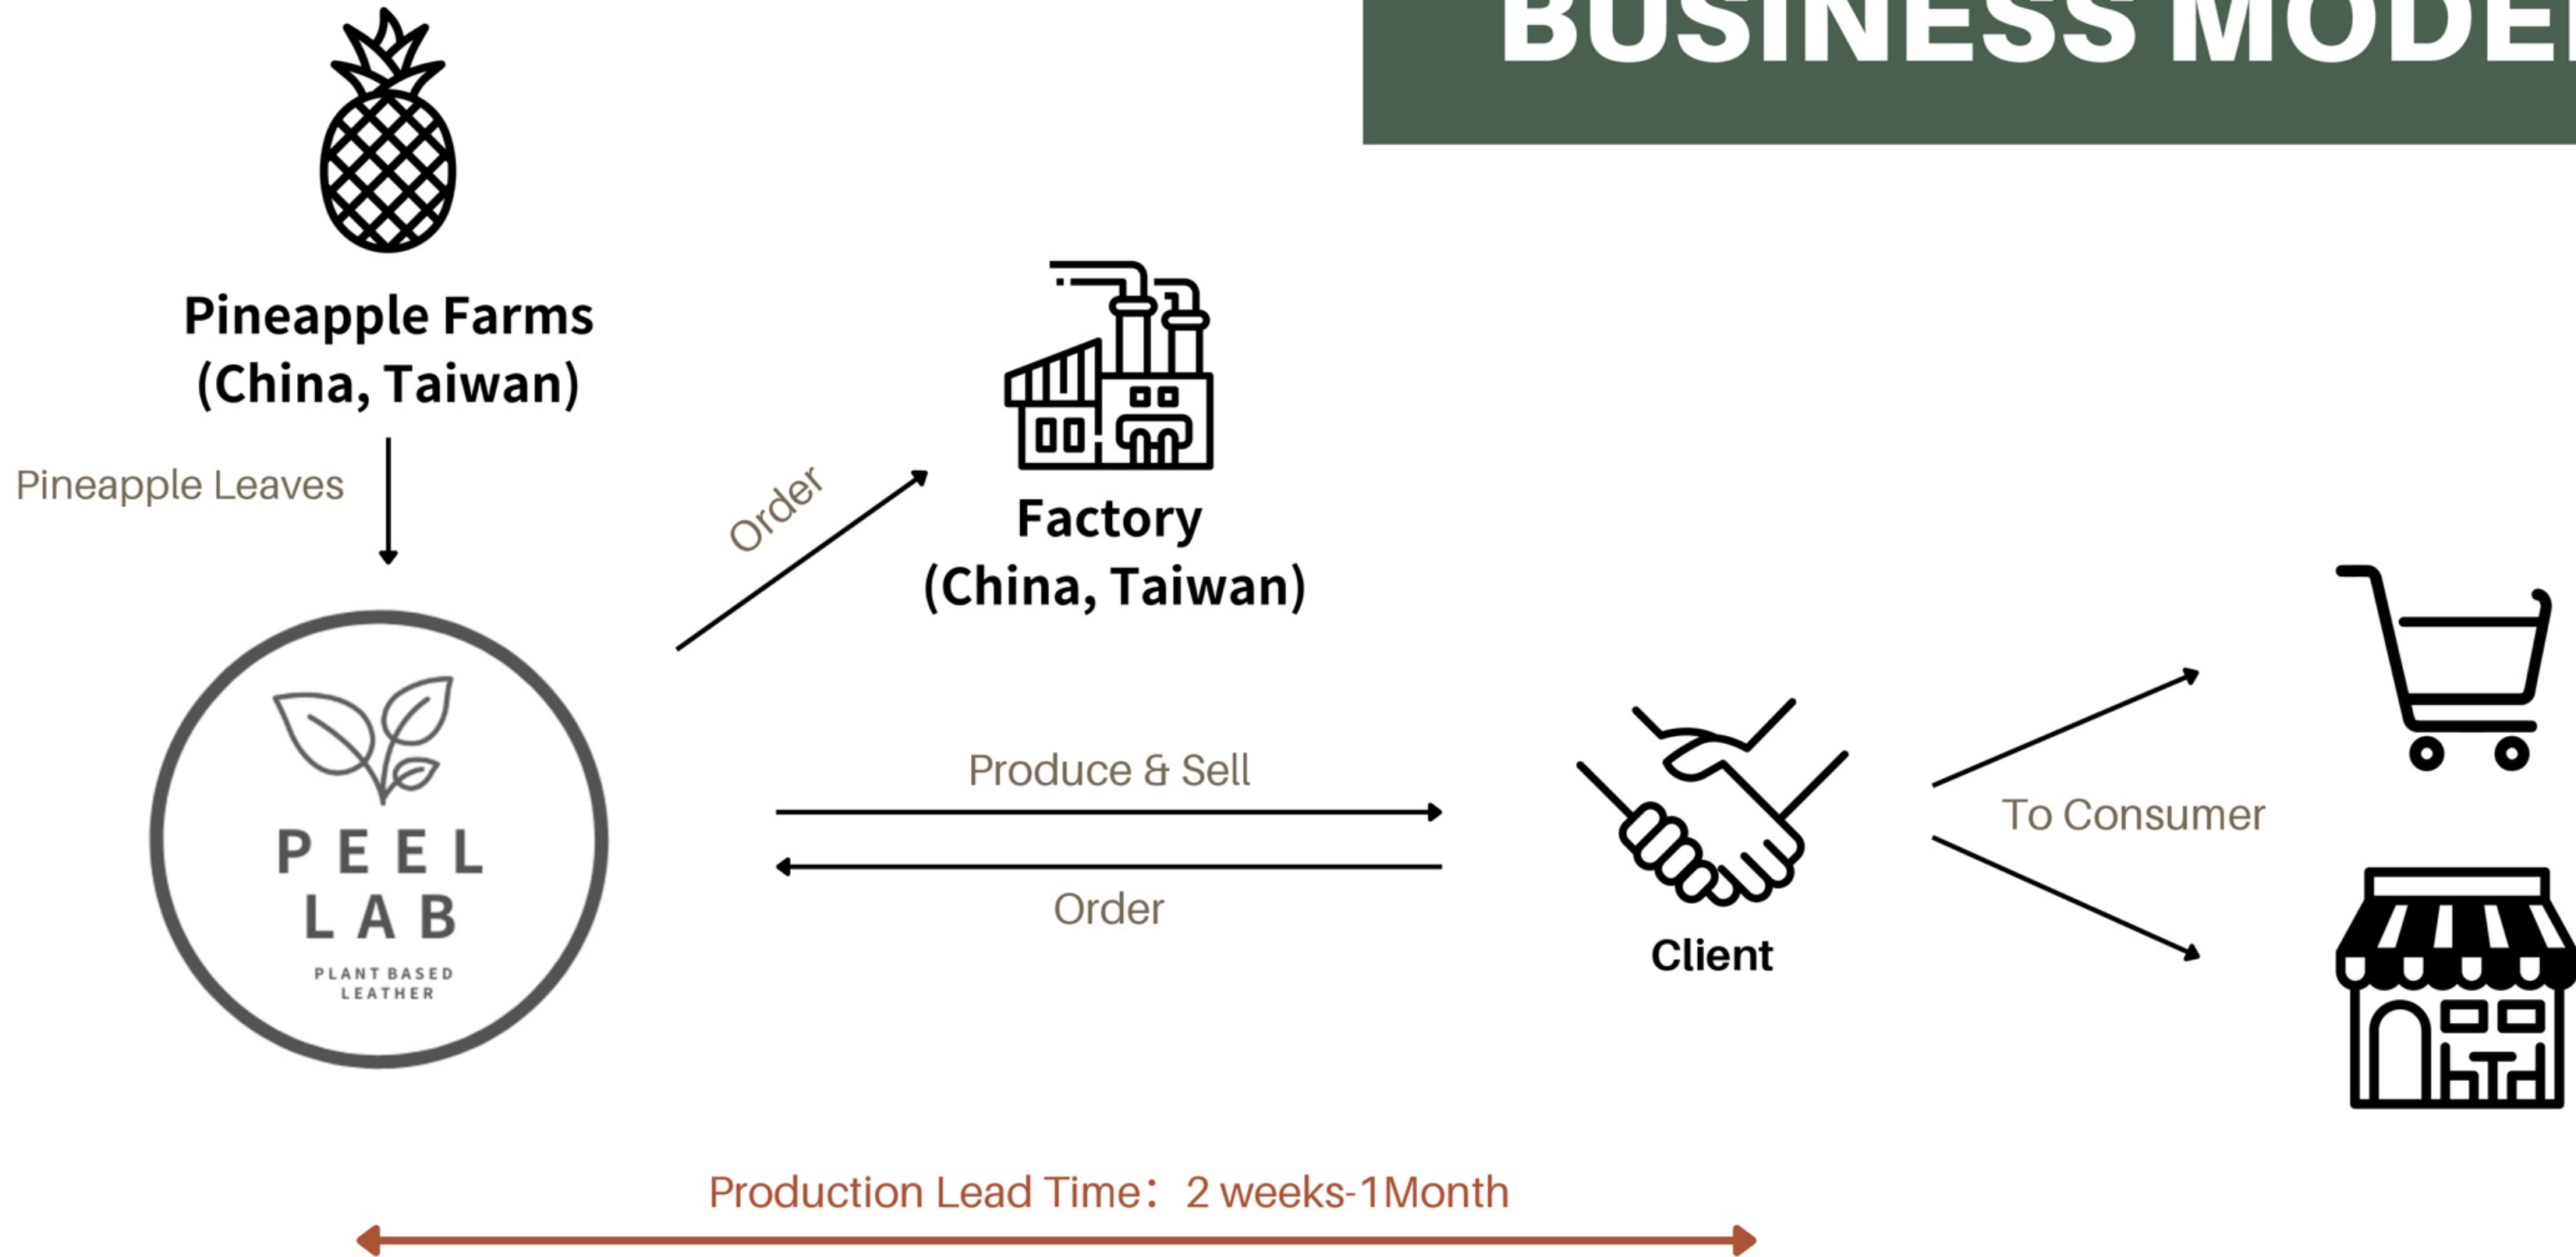 BUSINESS MODEL
Pineapple Farms
(China, Taiwan)
Pineapple Leaves
Order
Factory
(China, Taiwan)
PEEL
LAB
PLANT BASED
LEATHER
Produce & Sell
Order
Client
To Consumer
Production Lead Time：2 weeks-1Month